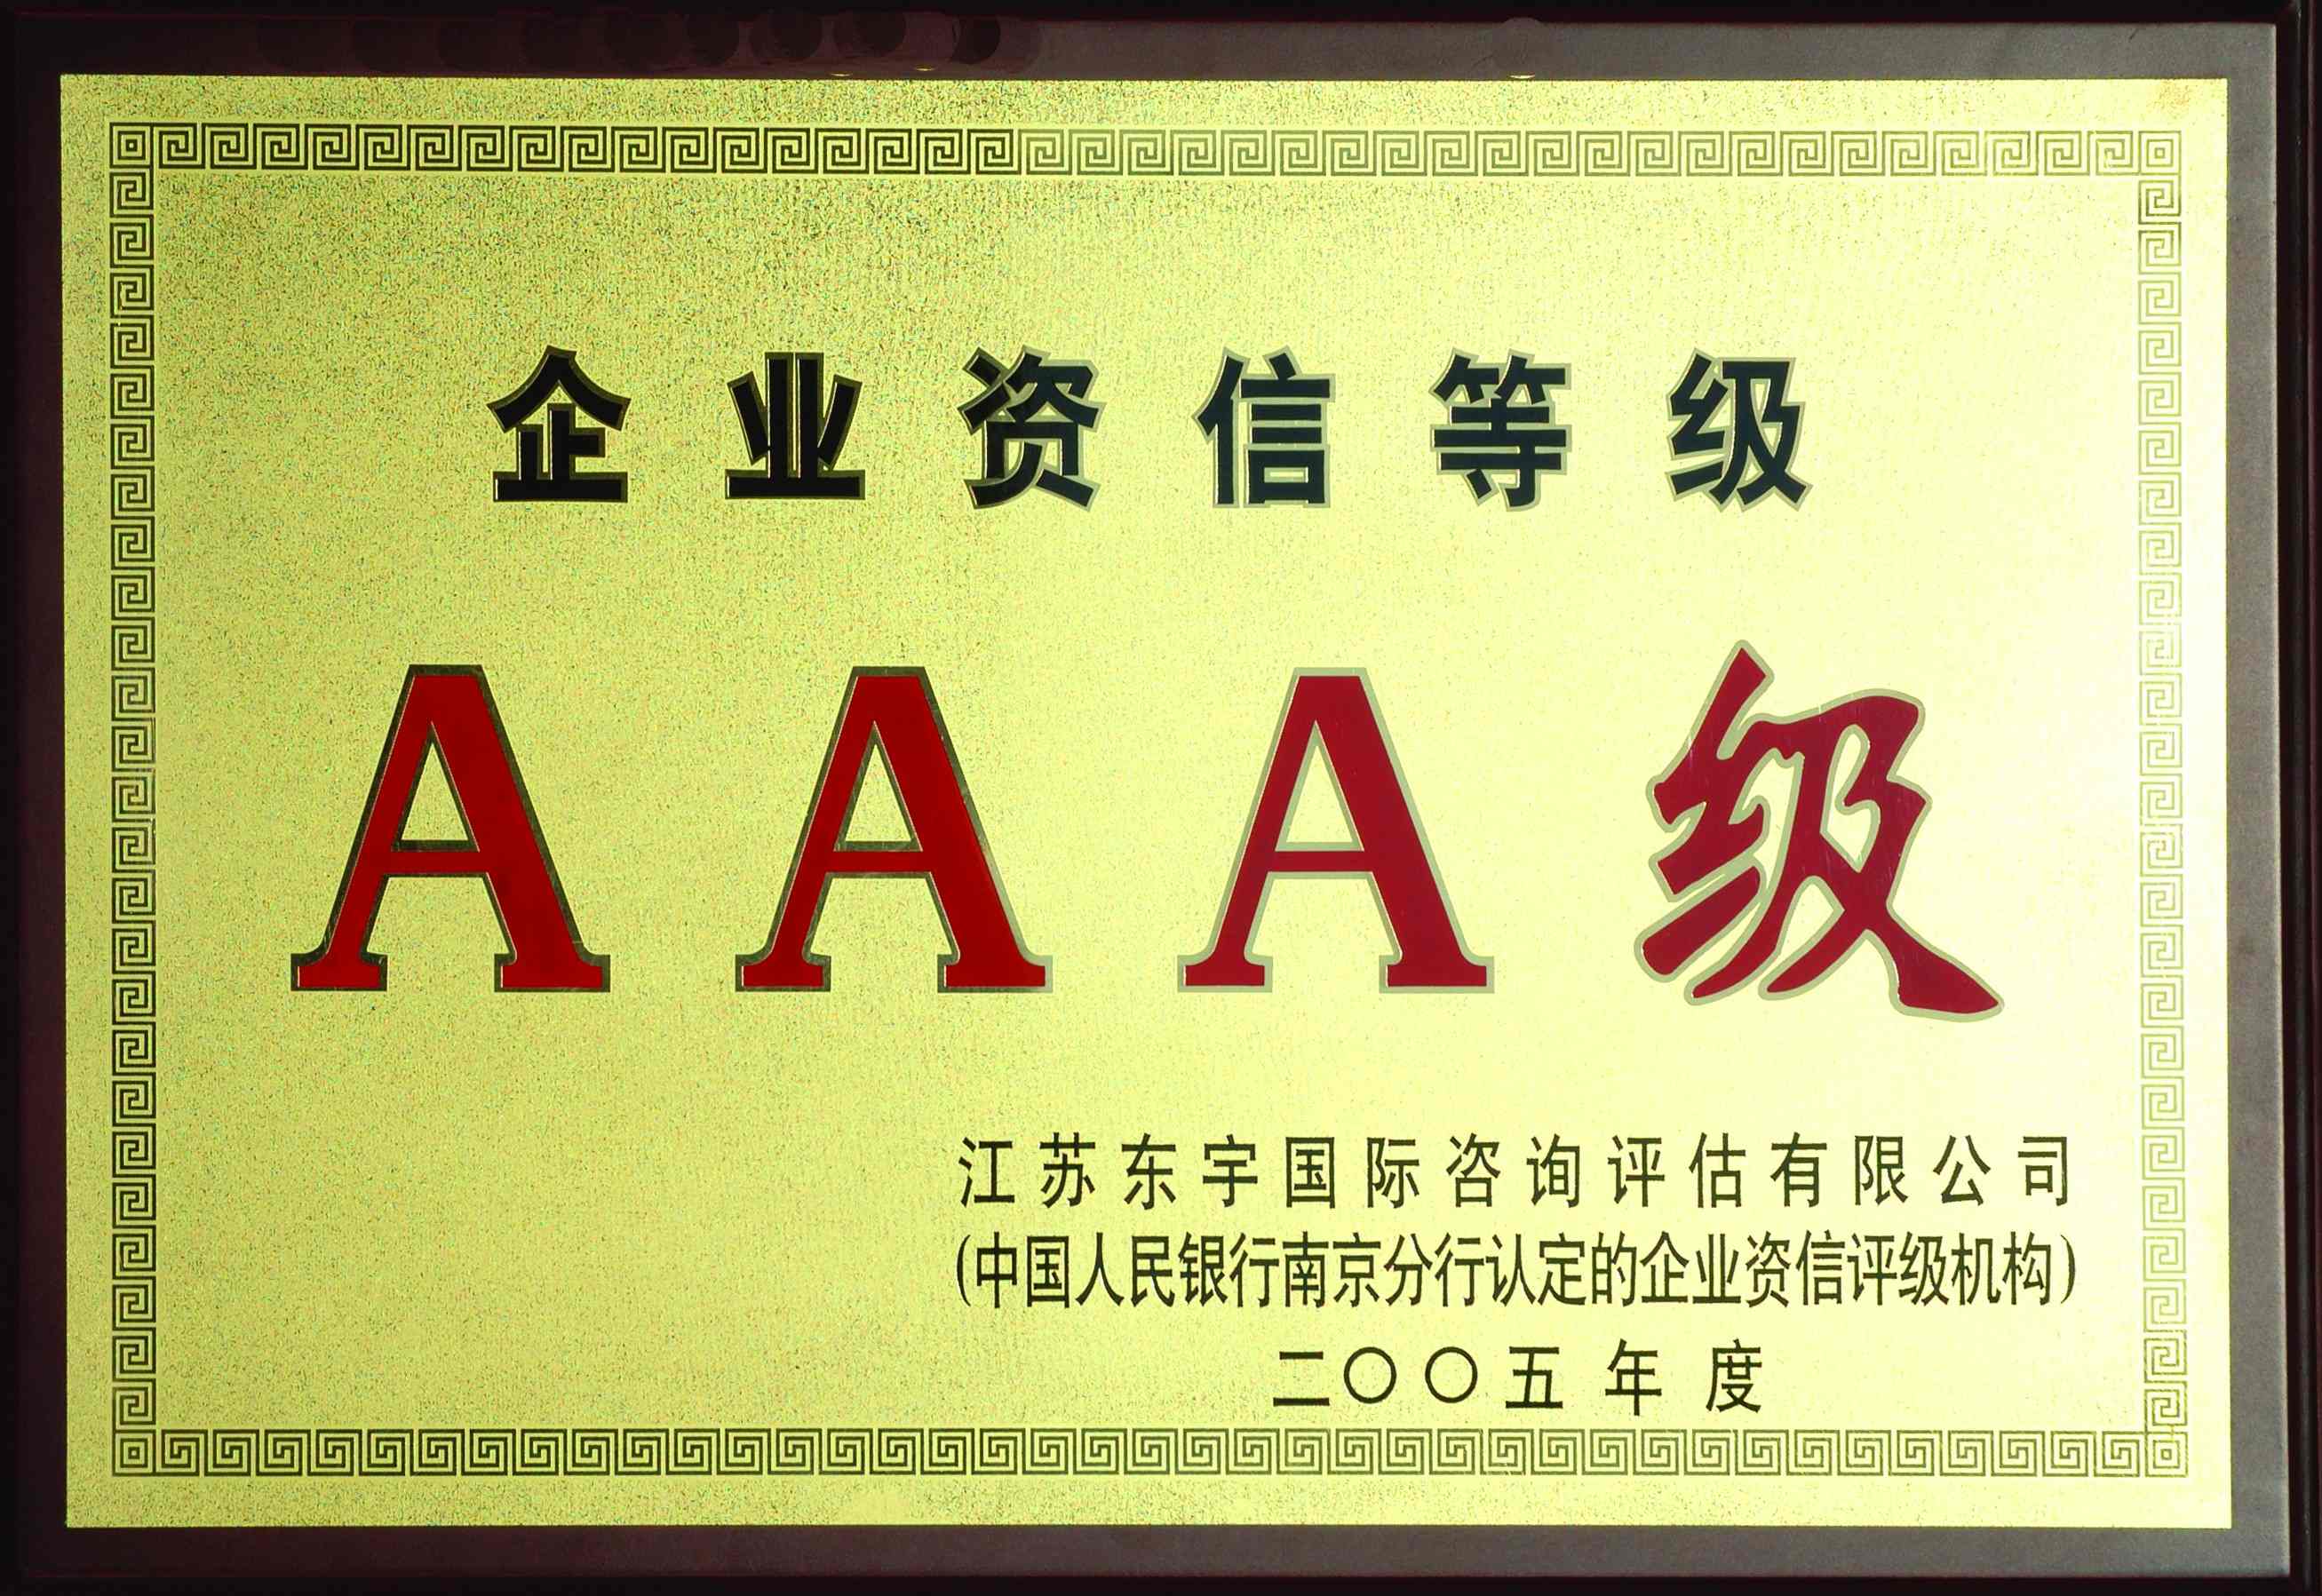 企业资信等级
AAA级
江苏东宇国际咨询评估有限公司
(中国人民银行南京分行认定的企业资信评级机构)
二〇〇五年度